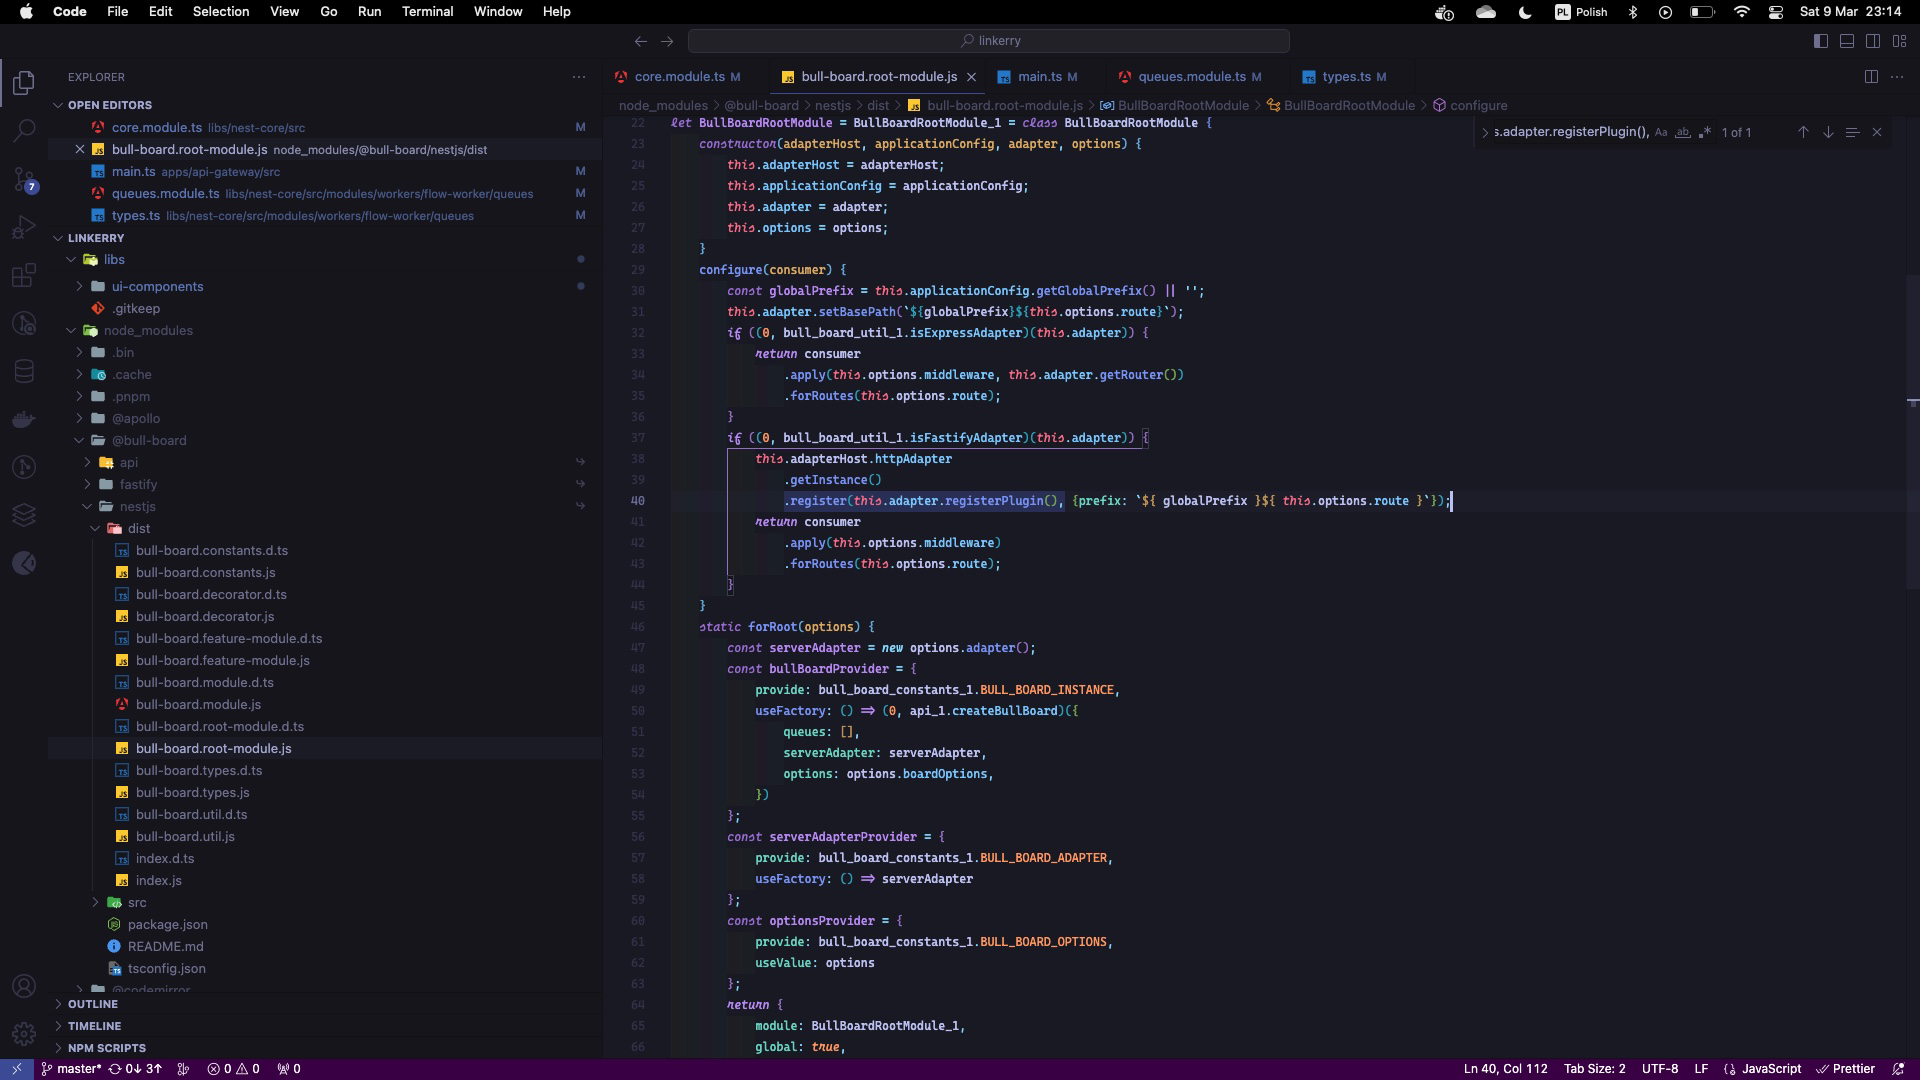 Code File Edit Selection View Go Run Terminal Window Help
PL Polish Sat 9 Mar 23:14
linkerry
EXPLORER
OPEN EDITORS
core.module.ts libs/nest-core/src M
bull-board.root-module.js node_modules/@bull-board/nestjs/dist
main.ts apps/api-gateway/src M
queues.module.ts libs/nest-core/src/modules/workers/flow-worker/queues M
types.ts libs/nest-core/src/modules/workers/flow-worker/queues M
7
LINKERRY
libs
ui-components
.gitkeep
node_modules
.bin
.cache
.pnpm
@apollo
@bull-board
api
fastify
nestjs
dist
bull-board.constants.d.ts
bull-board.constants.js
bull-board.decorator.d.ts
bull-board.decorator.js
bull-board.feature-module.d.ts
bull-board.feature-module.js
bull-board.module.d.ts
bull-board.module.js
bull-board.root-module.d.ts
bull-board.root-module.js
bull-board.types.d.ts
bull-board.types.js
bull-board.util.d.ts
bull-board.util.js
index.d.ts
index.js
src
package.json
README.md
tsconfig.json
@codemirror
OUTLINE
TIMELINE
NPM SCRIPTS
core.module.ts M bull-board.root-module.js main.ts M queues.module.ts M types.ts M
node_modules > @bull-board > nestjs > dist > bull-board.root-module.js > BullBoardRootModule > BullBoardRootModule > configure
s.adapter.registerPlugin(), Aa ab .* 1 of 1
22 let BullBoardRootModule = BullBoardRootModule_1 = class BullBoardRootModule {
23 constructor(adapterHost, applicationConfig, adapter, options) {
24 this.adapterHost = adapterHost;
25 this.applicationConfig = applicationConfig;
26 this.adapter = adapter;
27 this.options = options;
28 }
29 configure(consumer) {
30 const globalPrefix = this.applicationConfig.getGlobalPrefix() || '';
31 this.adapter.setBasePath(`${globalPrefix}${this.options.route}`);
32 if ((0, bull_board_util_1.isExpressAdapter)(this.adapter)) {
33 return consumer
34 .apply(this.options.middleware, this.adapter.getRouter())
35 .forRoutes(this.options.route);
36 }
37 if ((0, bull_board_util_1.isFastifyAdapter)(this.adapter)) {
38 this.adapterHost.httpAdapter
39 .getInstance()
40 .register(this.adapter.registerPlugin(), {prefix: `${ globalPrefix }${ this.options.route }`});
41 return consumer
42 .apply(this.options.middleware)
43 .forRoutes(this.options.route);
44 }
45 }
46 static forRoot(options) {
47 const serverAdapter = new options.adapter();
48 const bullBoardProvider = {
49 provide: bull_board_constants_1.BULL_BOARD_INSTANCE,
50 useFactory: () => (0, api_1.createBullBoard)({
51 queues: [],
52 serverAdapter: serverAdapter,
53 options: options.boardOptions,
54 })
55 };
56 const serverAdapterProvider = {
57 provide: bull_board_constants_1.BULL_BOARD_ADAPTER,
58 useFactory: () => serverAdapter
59 };
60 const optionsProvider = {
61 provide: bull_board_constants_1.BULL_BOARD_OPTIONS,
62 useValue: options
63 };
64 return {
65 module: BullBoardRootModule_1,
66 global: true,
master* 0↓ 3↑ 0 0 0 Ln 40, Col 112 Tab Size: 2 UTF-8 LF {} JavaScript Prettier